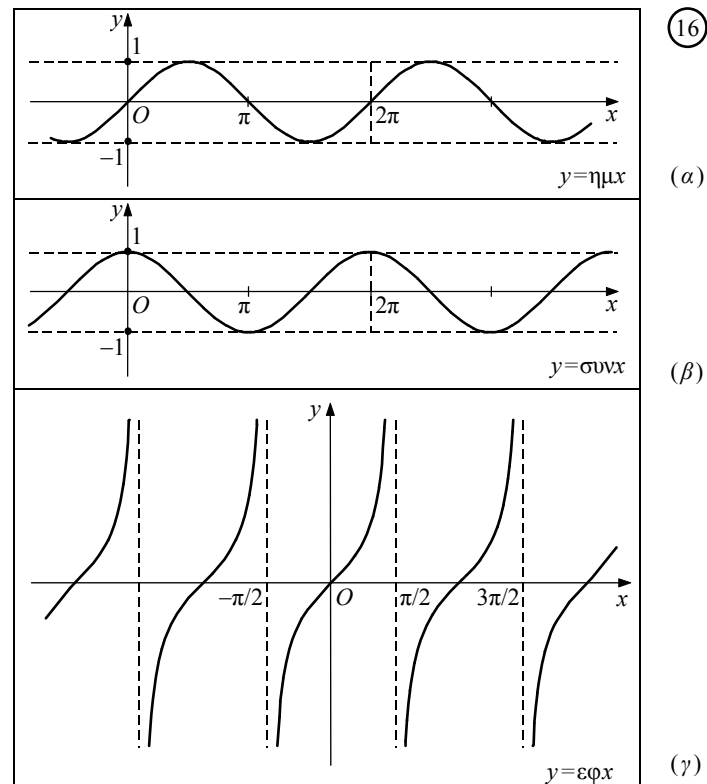 16
y
1
O
π
2π
x
−1
y=ημx
(α)
y
1
O
π
2π
x
−1
y=συνx
(β)
y
−π/2
O
π/2
3π/2
x
y=εφx
(γ)